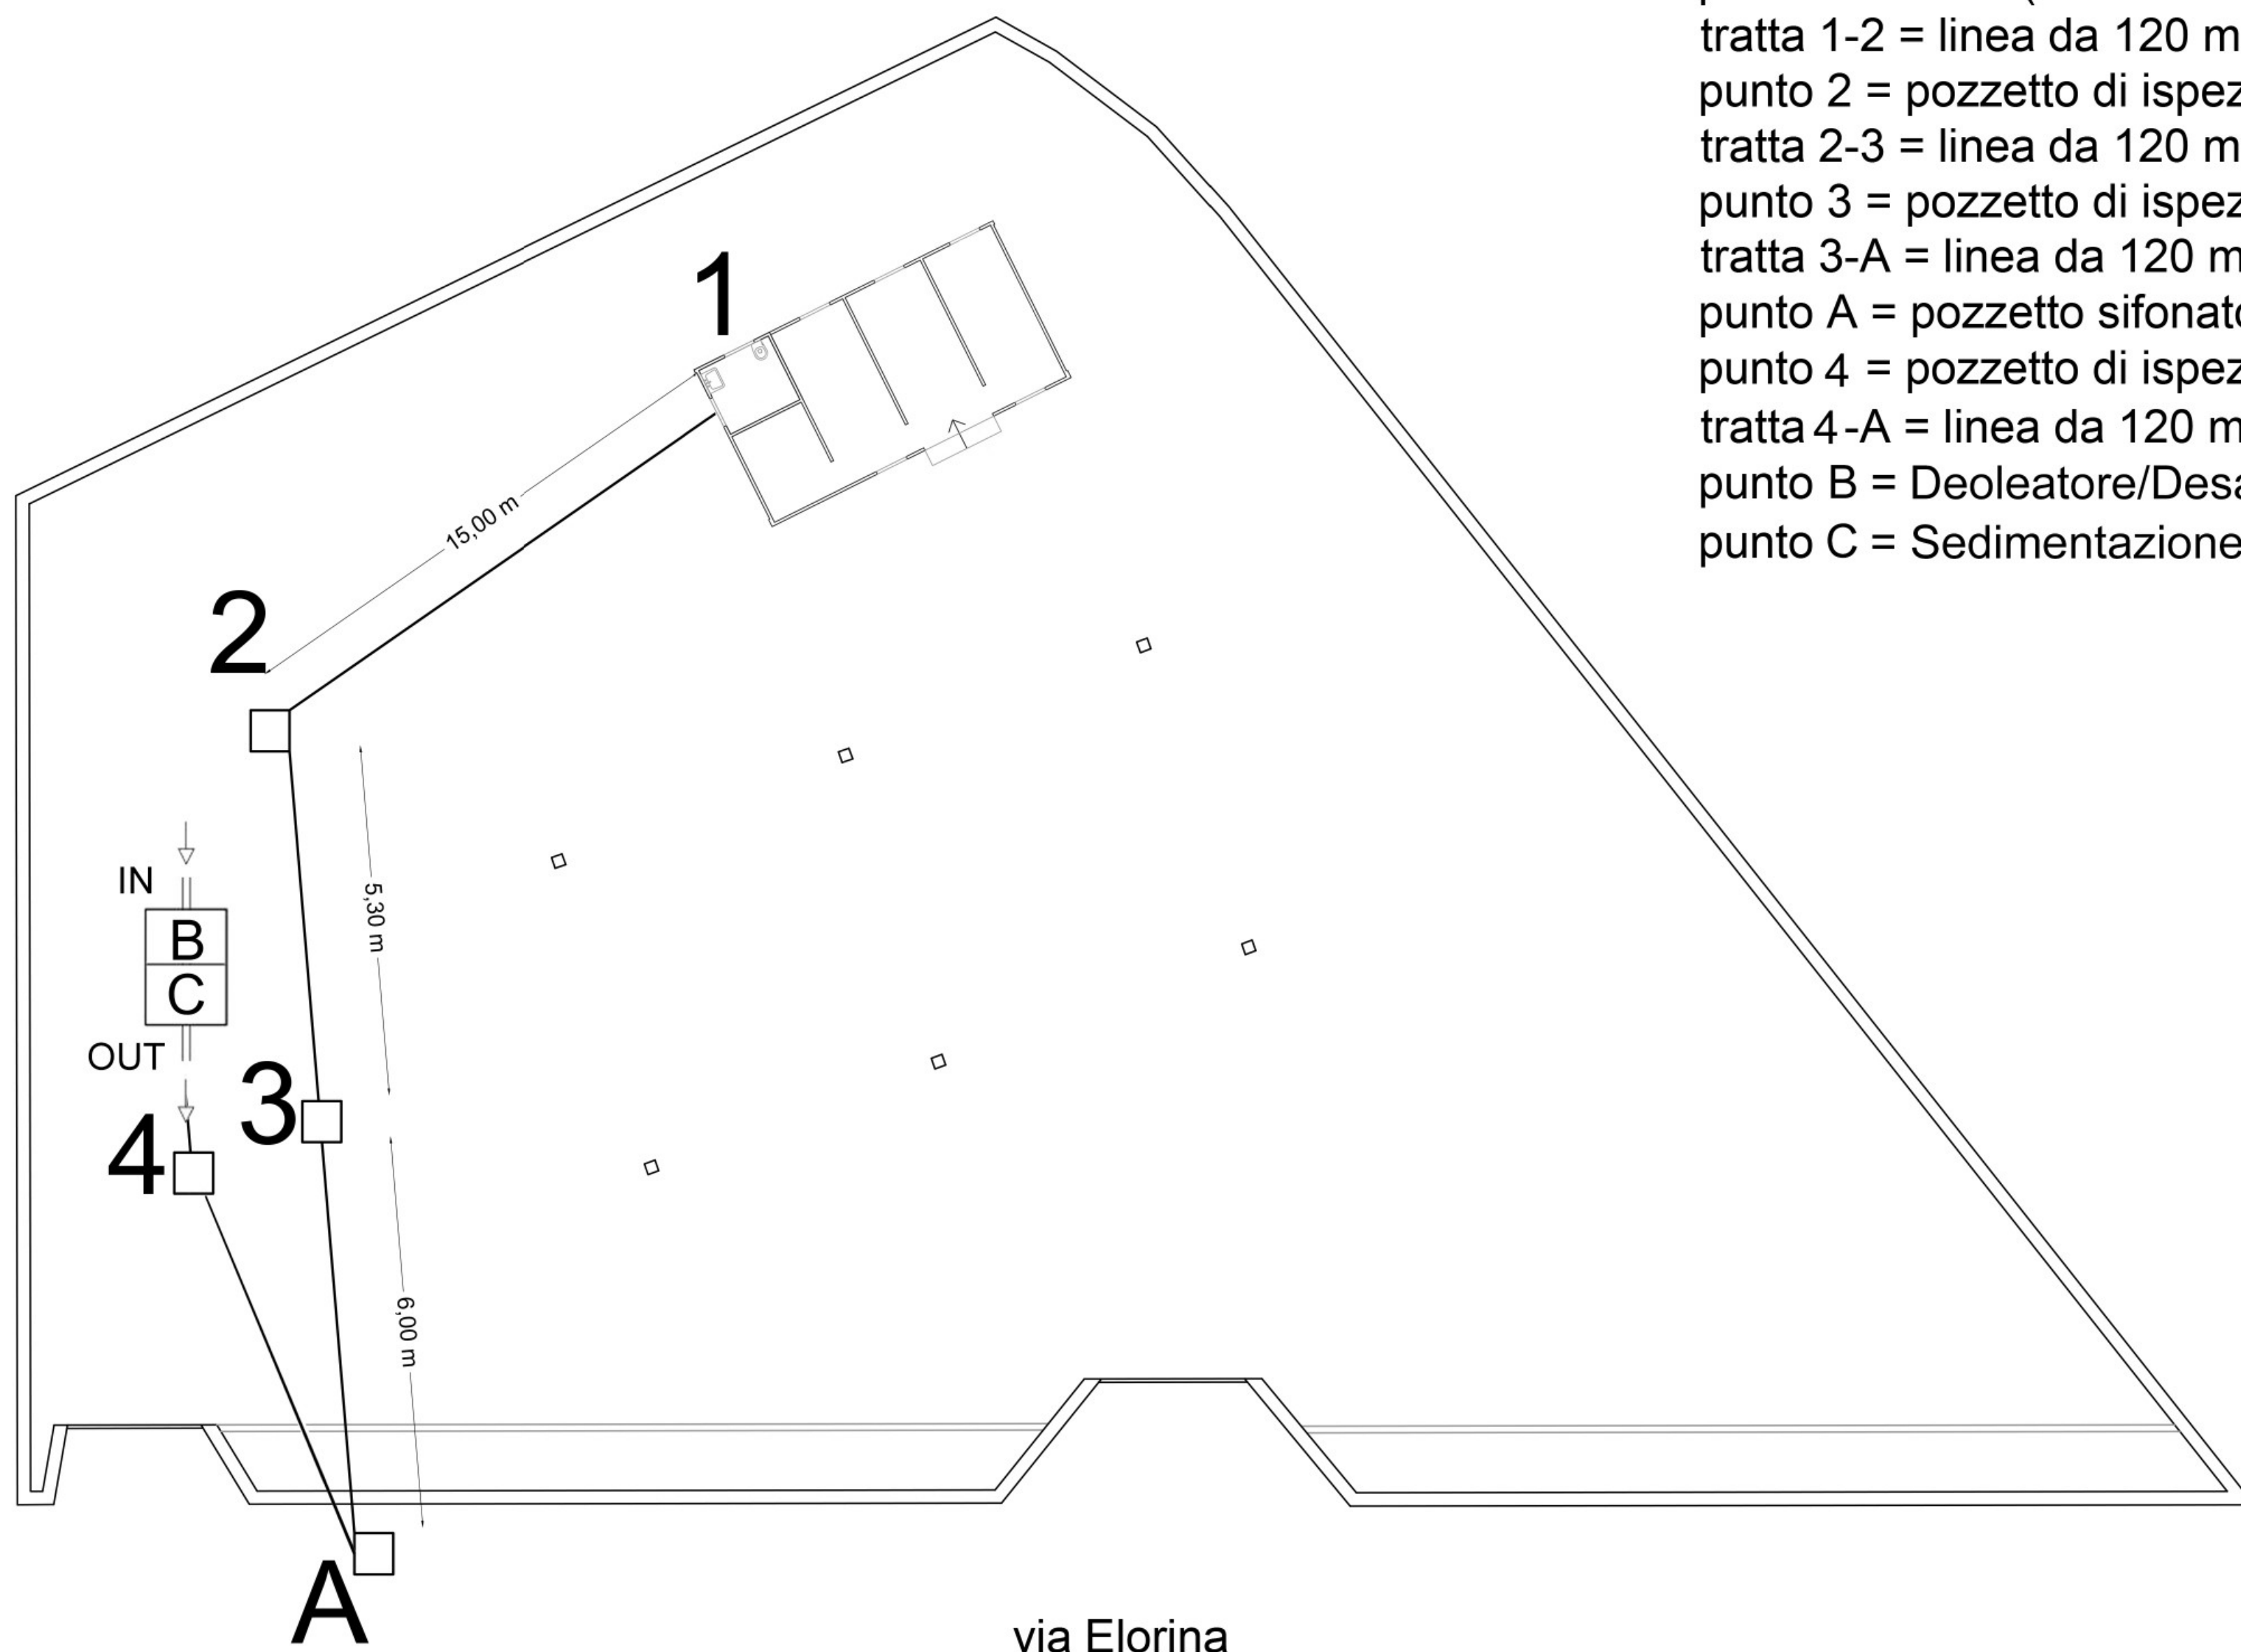 tratta 1-2 = linea da 120 m
punto 2 = pozzetto di ispez
tratta 2-3 = linea da 120 m
punto 3 = pozzetto di ispez
tratta 3-A = linea da 120 m
punto A = pozzetto sifonato
punto 4 = pozzetto di ispez
tratta 4-A = linea da 120 m
punto B = Deoleatore/Desa
punto C = Sedimentazione
1
15,00 m
2
5,30 m
IN
B
C
OUT
3
4
6,00 m
A
via Elorina